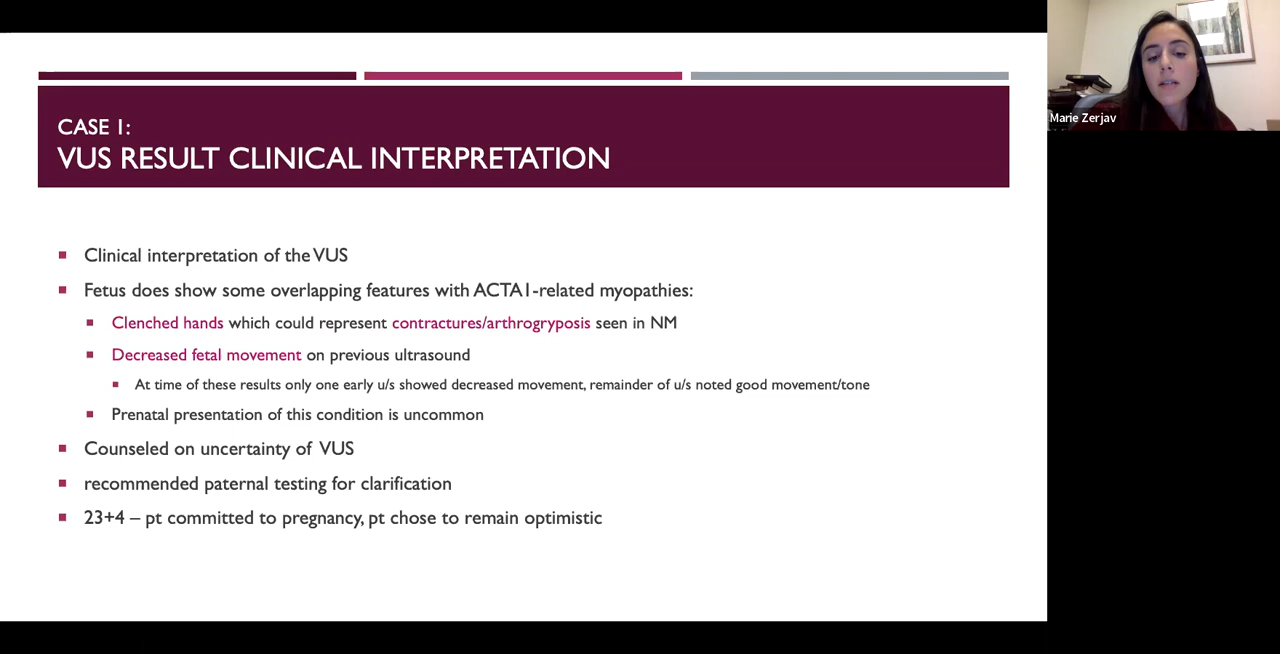 CASE 1:
VUS RESULT CLINICAL INTERPRETATION
Clinical interpretation of the VUS
Fetus does show some overlapping features with ACTA1-related myopathies:
Clenched hands which could represent contractures/arthrogryposis seen in NM
Decreased fetal movement on previous ultrasound
At time of these results only one early u/s showed decreased movement, remainder of u/s noted good movement/tone
Prenatal presentation of this condition is uncommon
Counseled on uncertainty of VUS
recommended paternal testing for clarification
23+4 – pt committed to pregnancy, pt chose to remain optimistic
Marie Zerjav